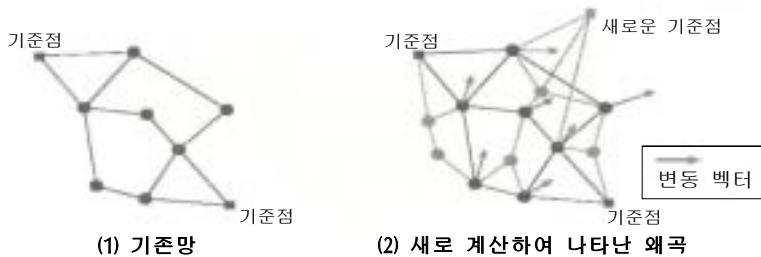 기준점
기준점
(1) 기존망
기준점
새로운 기준점
변동 벡터
기준점
(2) 새로 계산하여 나타난 왜곡